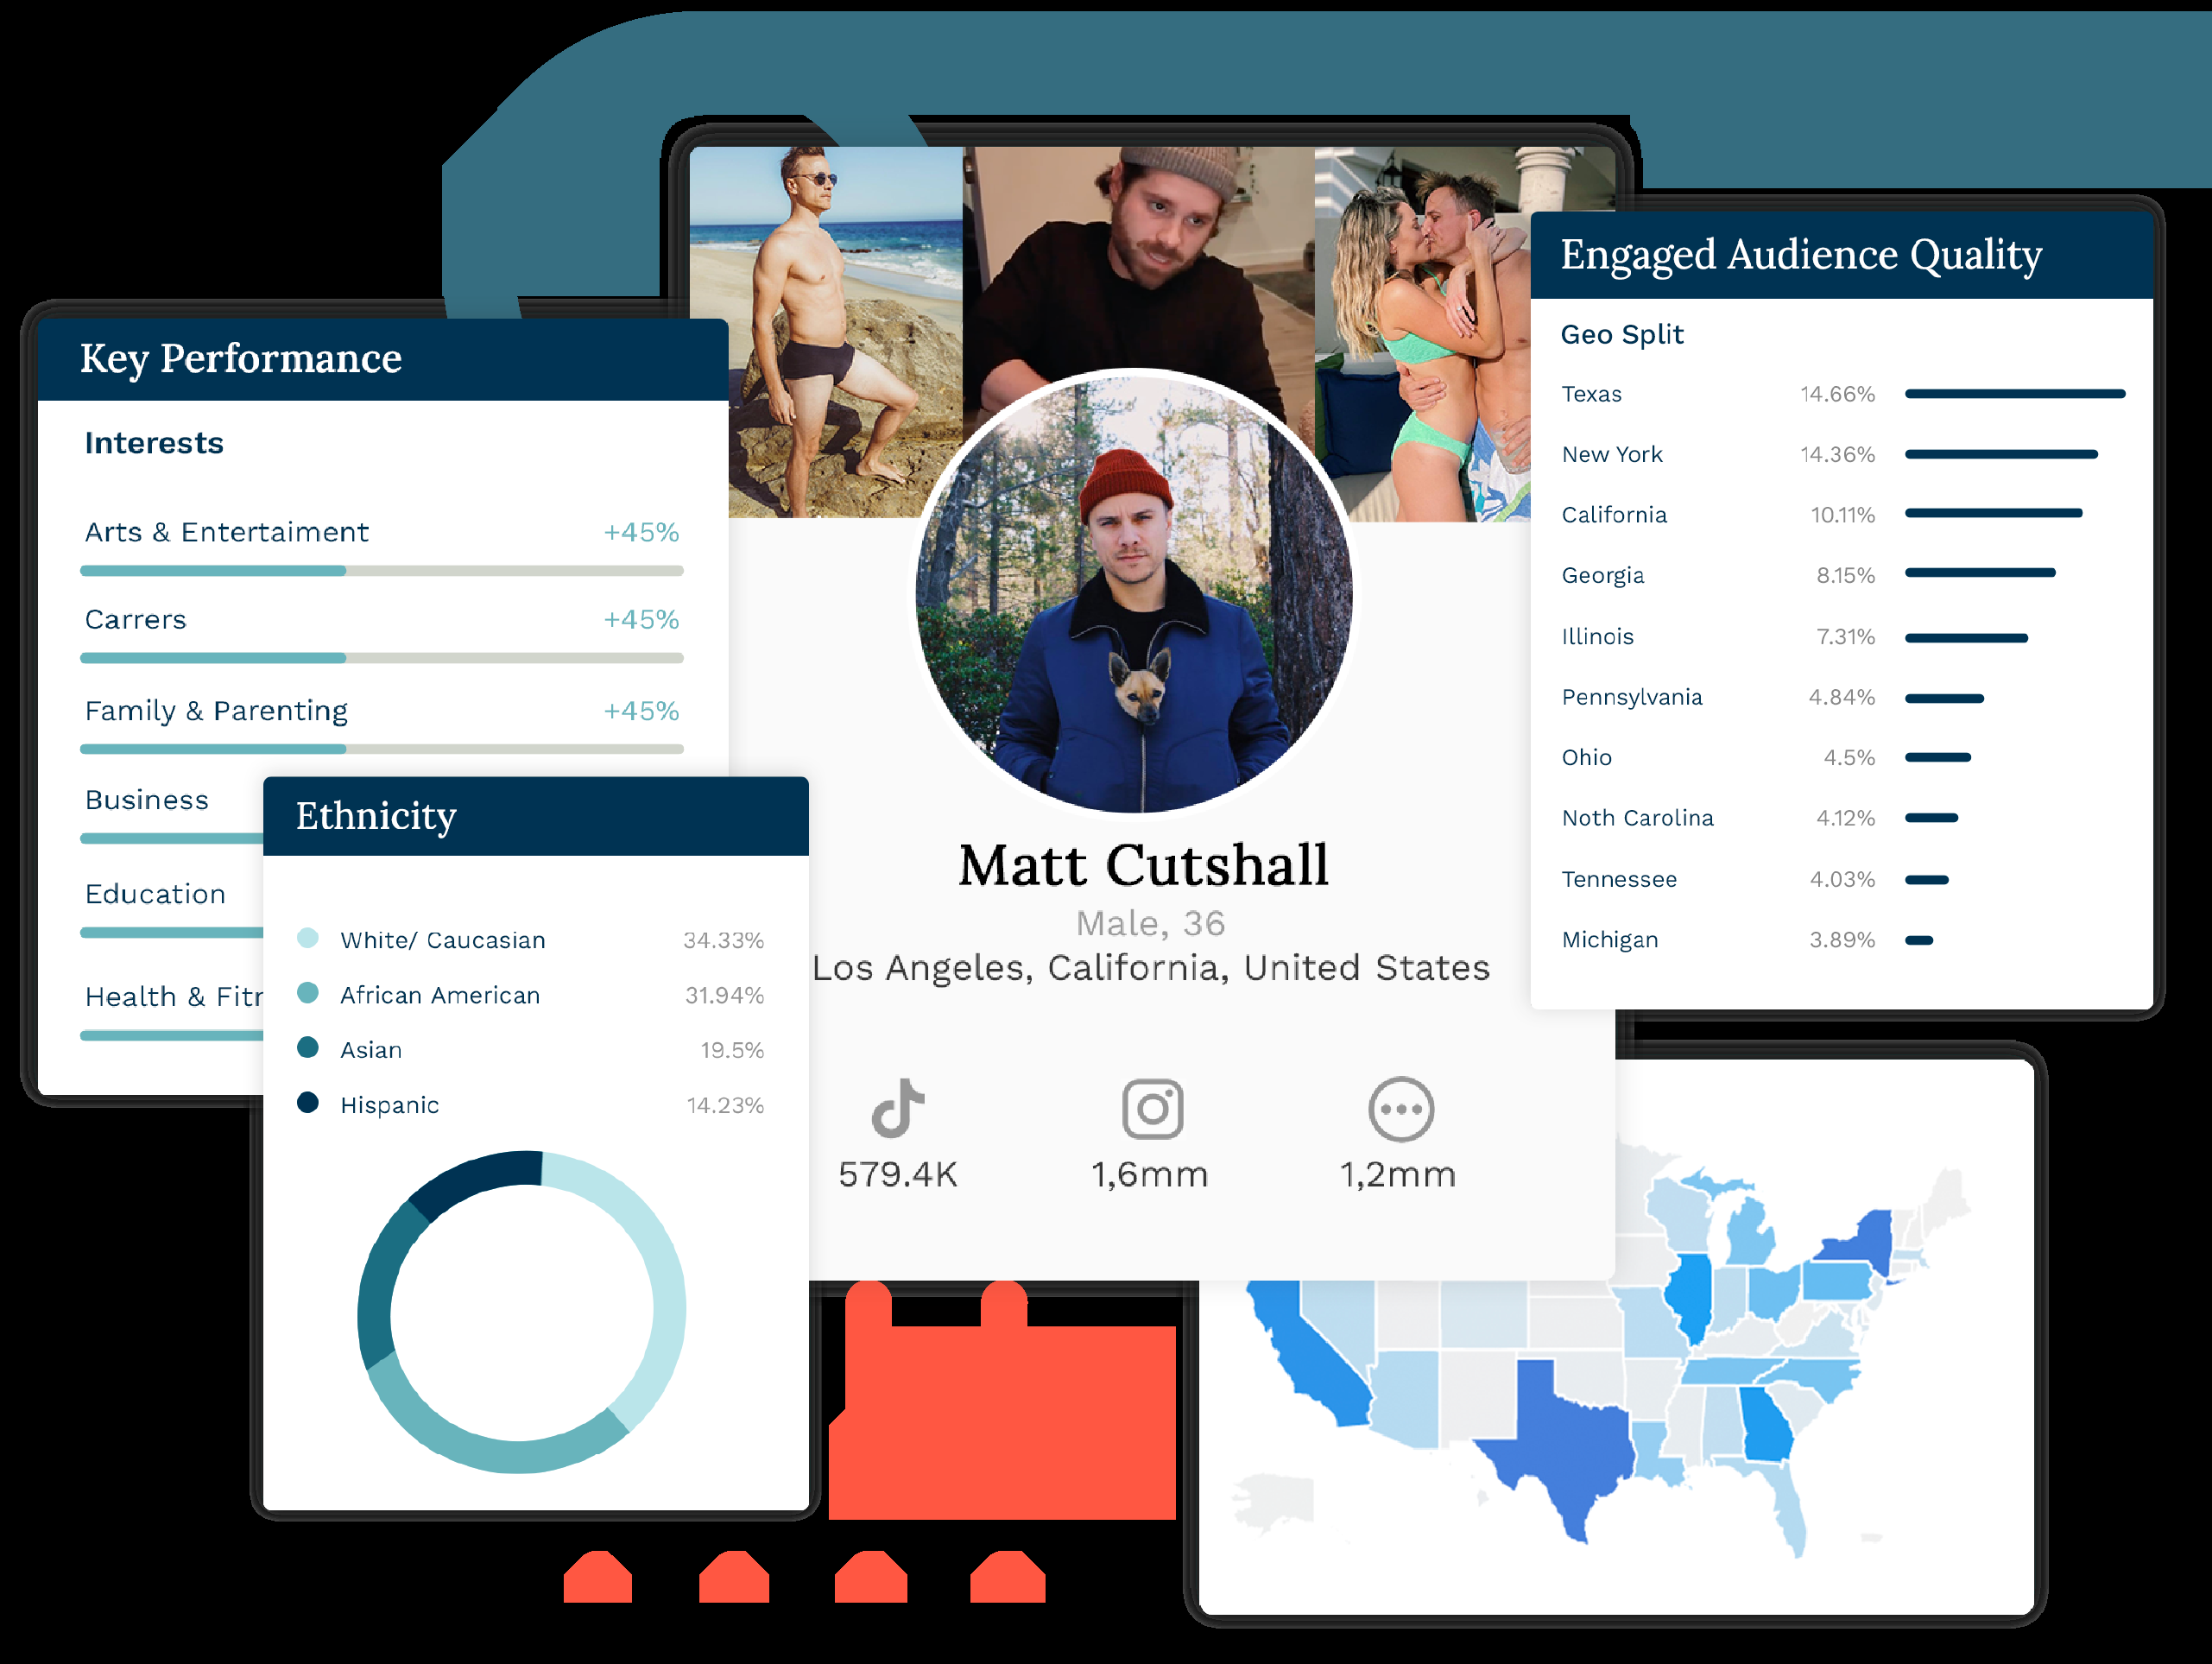 Key Performance
Interests
Arts & Entertaiment +45%
Carrers +45%
Family & Parenting +45%
Business
Education
Health & Fitn
Ethnicity
White/ Caucasian 34.33%
African American 31.94%
Asian 19.5%
Hispanic 14.23%
Matt Cutshall
Male, 36
Los Angeles, California, United States
579.4K 1,6mm 1,2mm
Engaged Audience Quality
Geo Split
Texas 14.66%
New York 14.36%
California 10.11%
Georgia 8.15%
Illinois 7.31%
Pennsylvania 4.84%
Ohio 4.5%
Noth Carolina 4.12%
Tennessee 4.03%
Michigan 3.89%